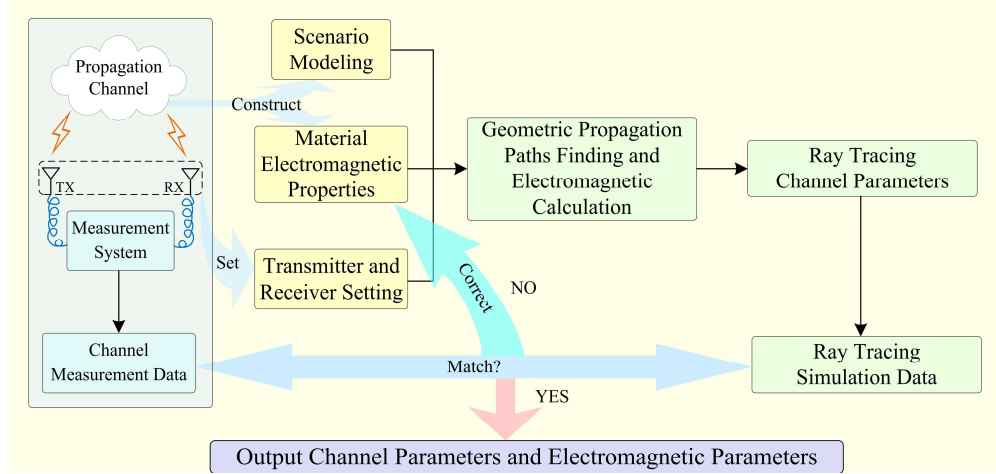 Propagation
Channel
TX
RX
Measurement
System
Channel
Measurement Data
Construct
Set
Scenario
Modeling
Material
Electromagnetic
Properties
Transmitter and
Receiver Setting
Geometric Propagation
Paths Finding and
Electromagnetic
Calculation
Ray Tracing
Channel Parameters
Ray Tracing
Simulation Data
Correct
NO
Match?
YES
Output Channel Parameters and Electromagnetic Parameters